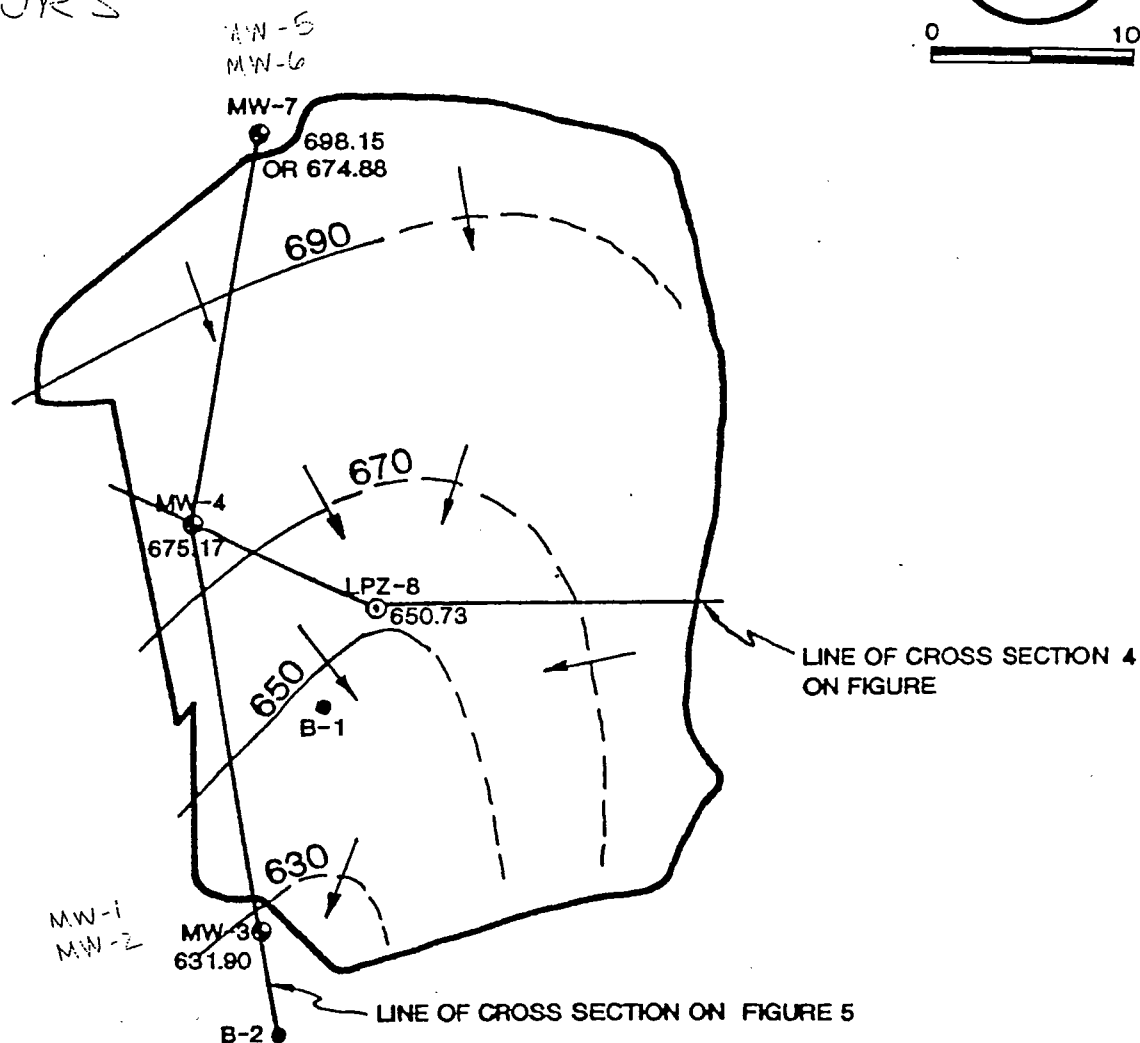 MW-5
MW-6
0 10
MW-7
698.15
OR 674.88
690
670
MW-4
675.17
LPZ-8
650.73
LINE OF CROSS SECTION 4
ON FIGURE
650
B-1
630
MW-1
MW-2
MW-3
631.90
LINE OF CROSS SECTION ON FIGURE 5
B-2